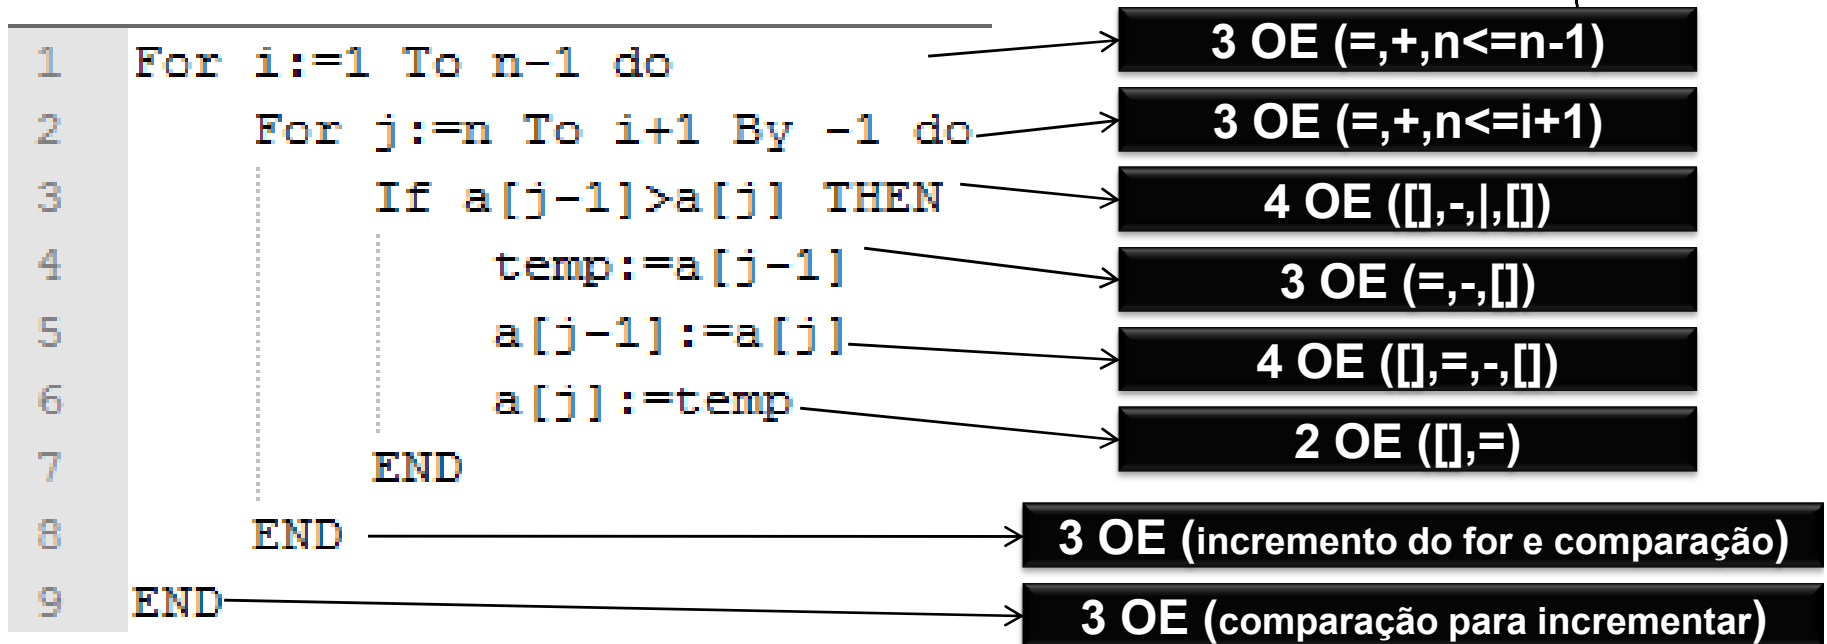 1 For i:=1 To n-1 do 3 OE (=,+,n<=n-1)
2 For j:=n To i+1 By -1 do 3 OE (=,+,n<=i+1)
3 If a[j-1]>a[j] THEN 4 OE ([],-,|,[])
4 temp:=a[j-1] 3 OE (=,-,[])
5 a[j-1]:=a[j] 4 OE ([],=,-,[])
6 a[j]:=temp 2 OE ([],=)
7 END
8 END 3 OE (incremento do for e comparação)
9 END 3 OE (comparação para incrementar)